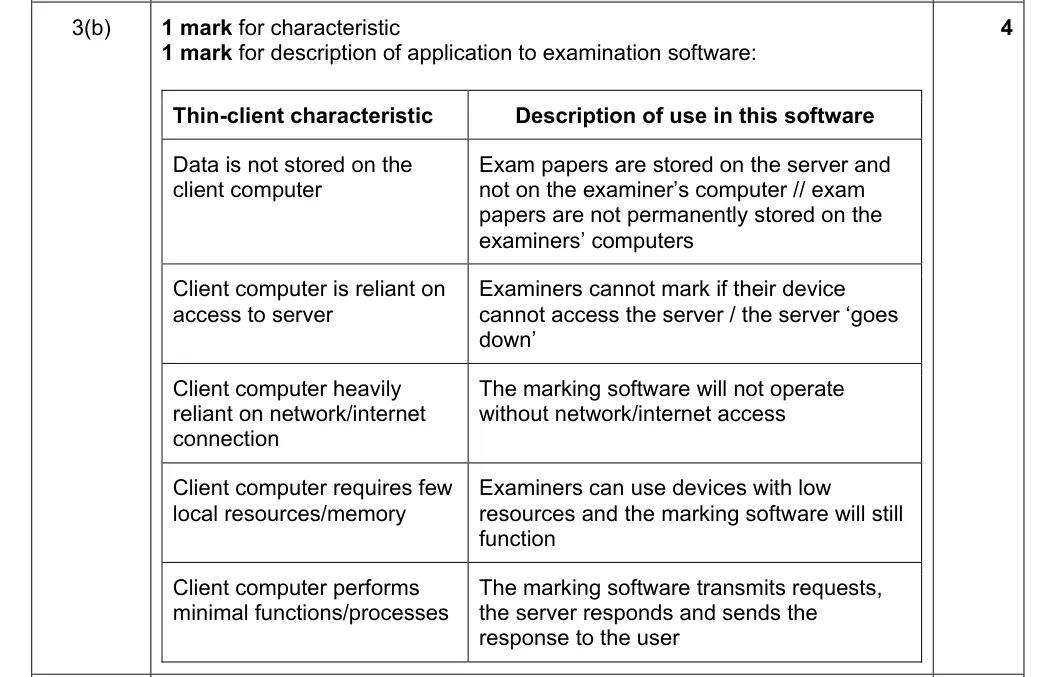 3(b)
1 mark for characteristic
1 mark for description of application to examination software:
4
Thin-client characteristic
Description of use in this software
Data is not stored on the
client computer
Exam papers are stored on the server and
not on the examiner’s computer // exam
papers are not permanently stored on the
examiners’ computers
Client computer is reliant on
access to server
Examiners cannot mark if their device
cannot access the server / the server ‘goes
down’
Client computer heavily
reliant on network/internet
connection
The marking software will not operate
without network/internet access
Client computer requires few
local resources/memory
Examiners can use devices with low
resources and the marking software will still
function
Client computer performs
minimal functions/processes
The marking software transmits requests,
the server responds and sends the
response to the user